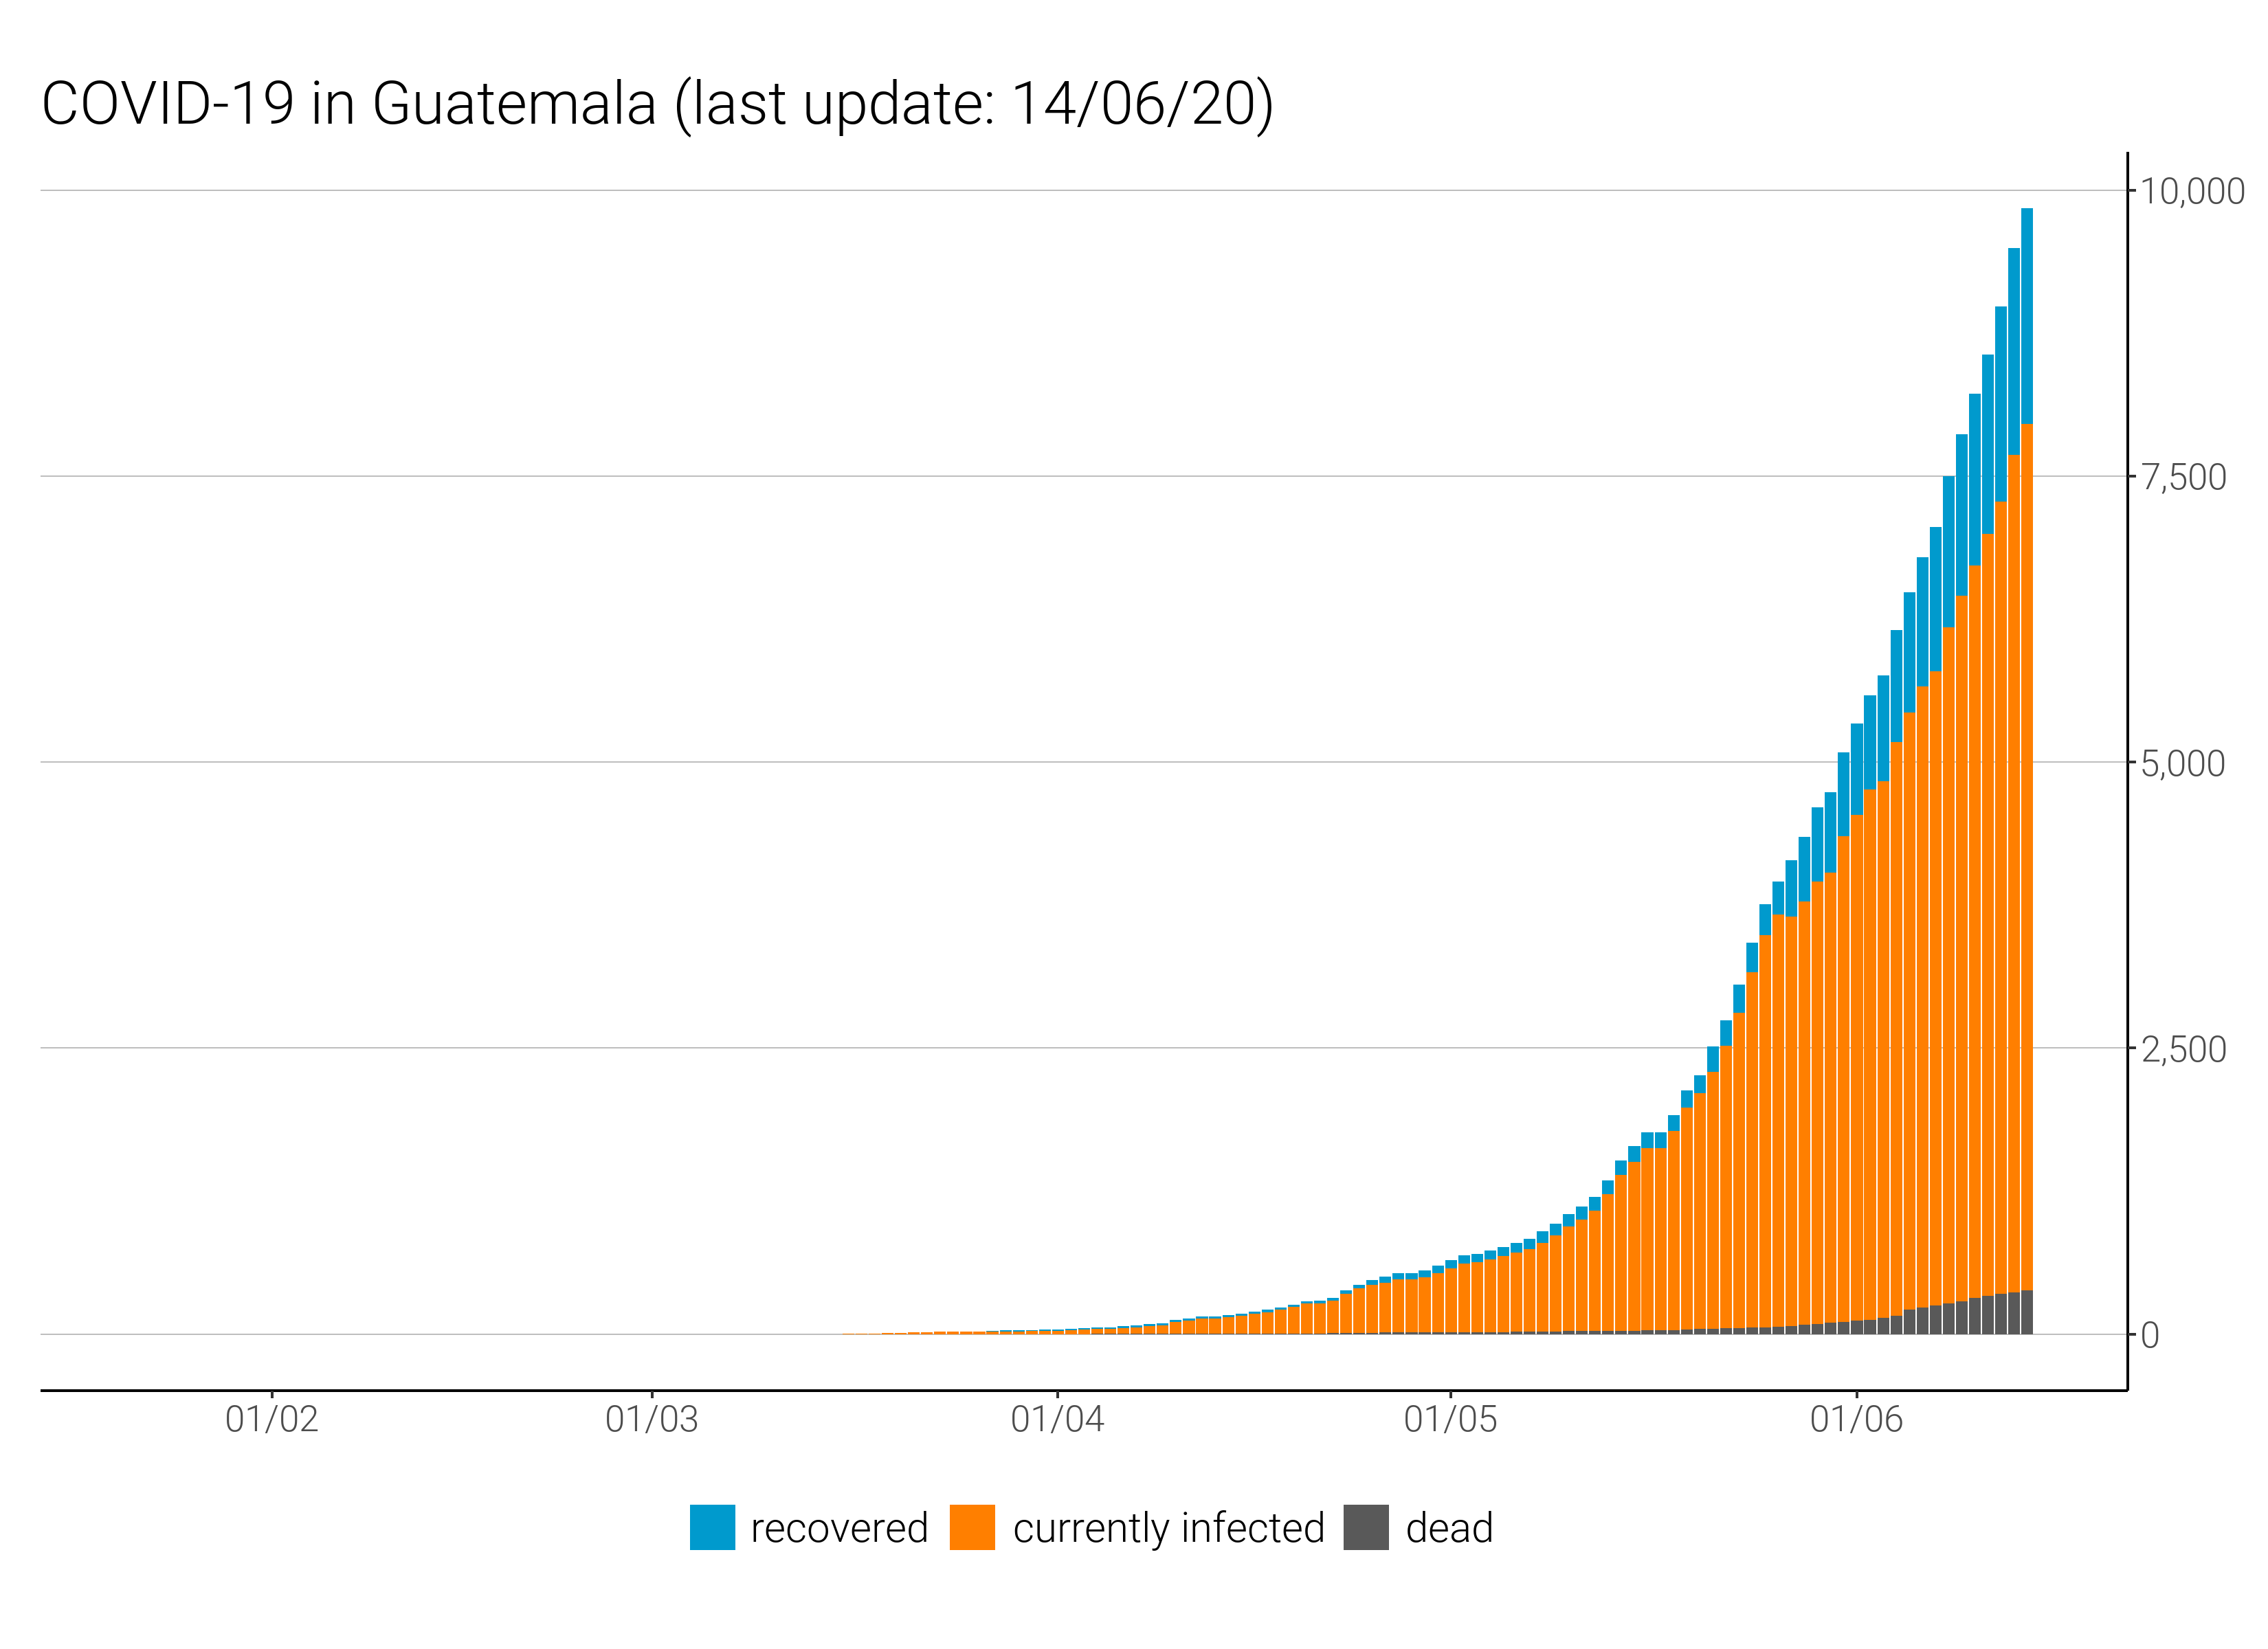 COVID-19 in Guatemala (last update: 14/06/20)
10,000
7,500
5,000
2,500
0
01/02 01/03 01/04 01/05 01/06
recovered currently infected dead